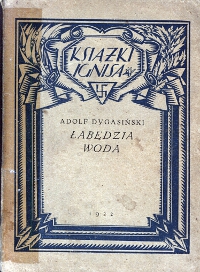 KSIĄŻKI
IGNISA
ADOLF DYGASIŃSKI
ŁABĘDZIA
WODA
1922